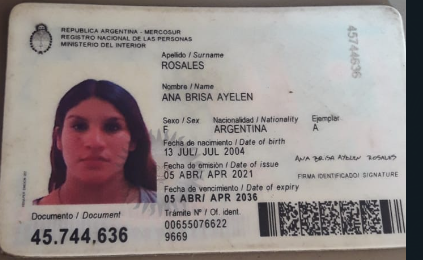 REPUBLICA ARGENTINA - MERCOSUR
REGISTRO NACIONAL DE LAS PERSONAS
MINISTERIO DEL INTERIOR
Apellido / Surname
ROSALES
Nombre / Name
ANA BRISA AYELEN
Sexo / Sex Nacionalidad / Nationality Ejemplar
F ARGENTINA A
Fecha de nacimiento / Date of birth
13 JUL/ JUL 2004
Fecha de emisión / Date of issue
05 ABR/ APR 2021
ANA BRISA AYELEN ROSALES
FIRMA IDENTIFICADO/ SIGNATURE
Fecha de vencimiento / Date of expiry
05 ABR/ APR 2036
Documento / Document
45.744,636
Trámite Nº / Of. ident.
00655076622
9669
45744636